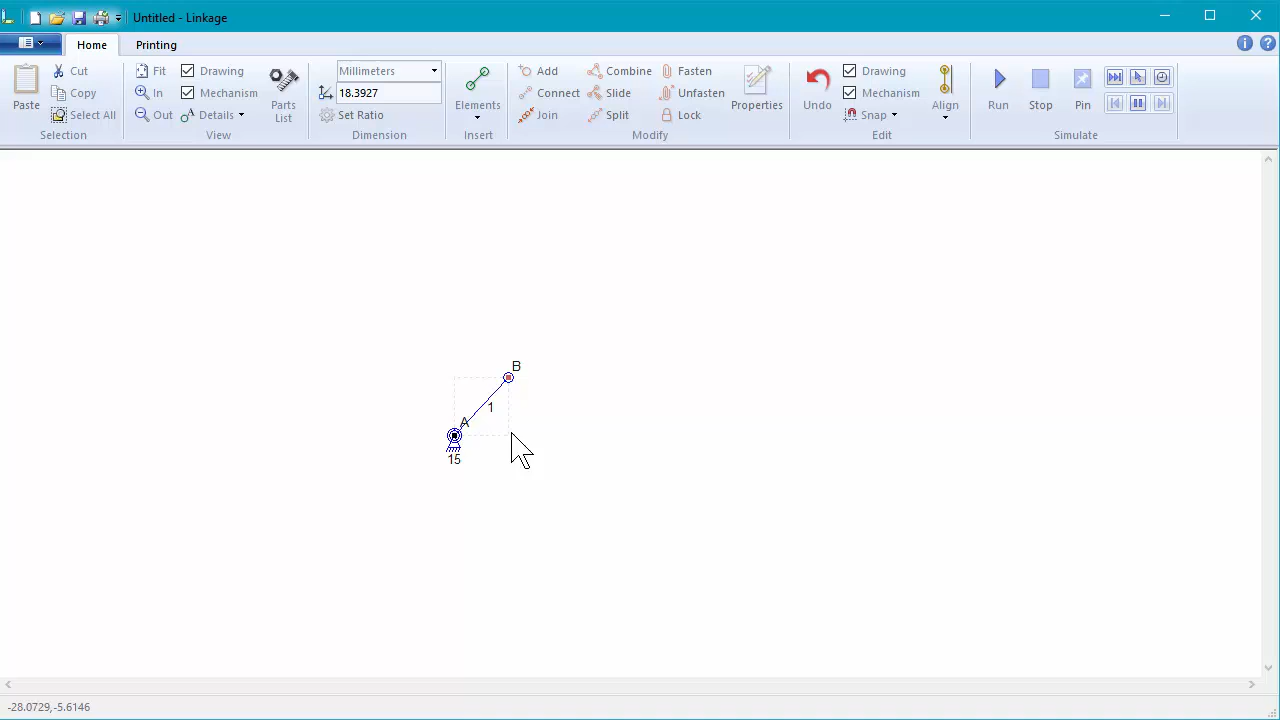 Untitled - Linkage
Home Printing
Paste
Cut
Copy
Select All
Selection
Fit
In
Out
Drawing
Mechanism
Details
View
Parts
List
Millimeters
18.3927
Set Ratio
Dimension
Elements
Insert
Add
Connect
Join
Combine
Slide
Split
Fasten
Unfasten
Lock
Properties
Modify
Undo
Drawing
Mechanism
Snap
Align
Edit
Run
Stop
Pin
Simulate
B
1
A
15
-28.0729,-5.6146